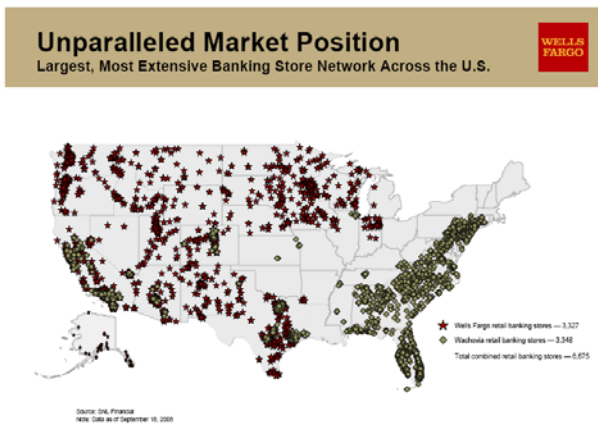 Unparalleled Market Position
Largest, Most Extensive Banking Store Network Across the U.S.
WELLS
FARGO
Wells Fargo retail banking stores — 3,327
Wachovia retail banking stores — 3,348
Total combined retail banking stores — 6,675
Source: SNL Financial
Note: Data as of September 18, 2008